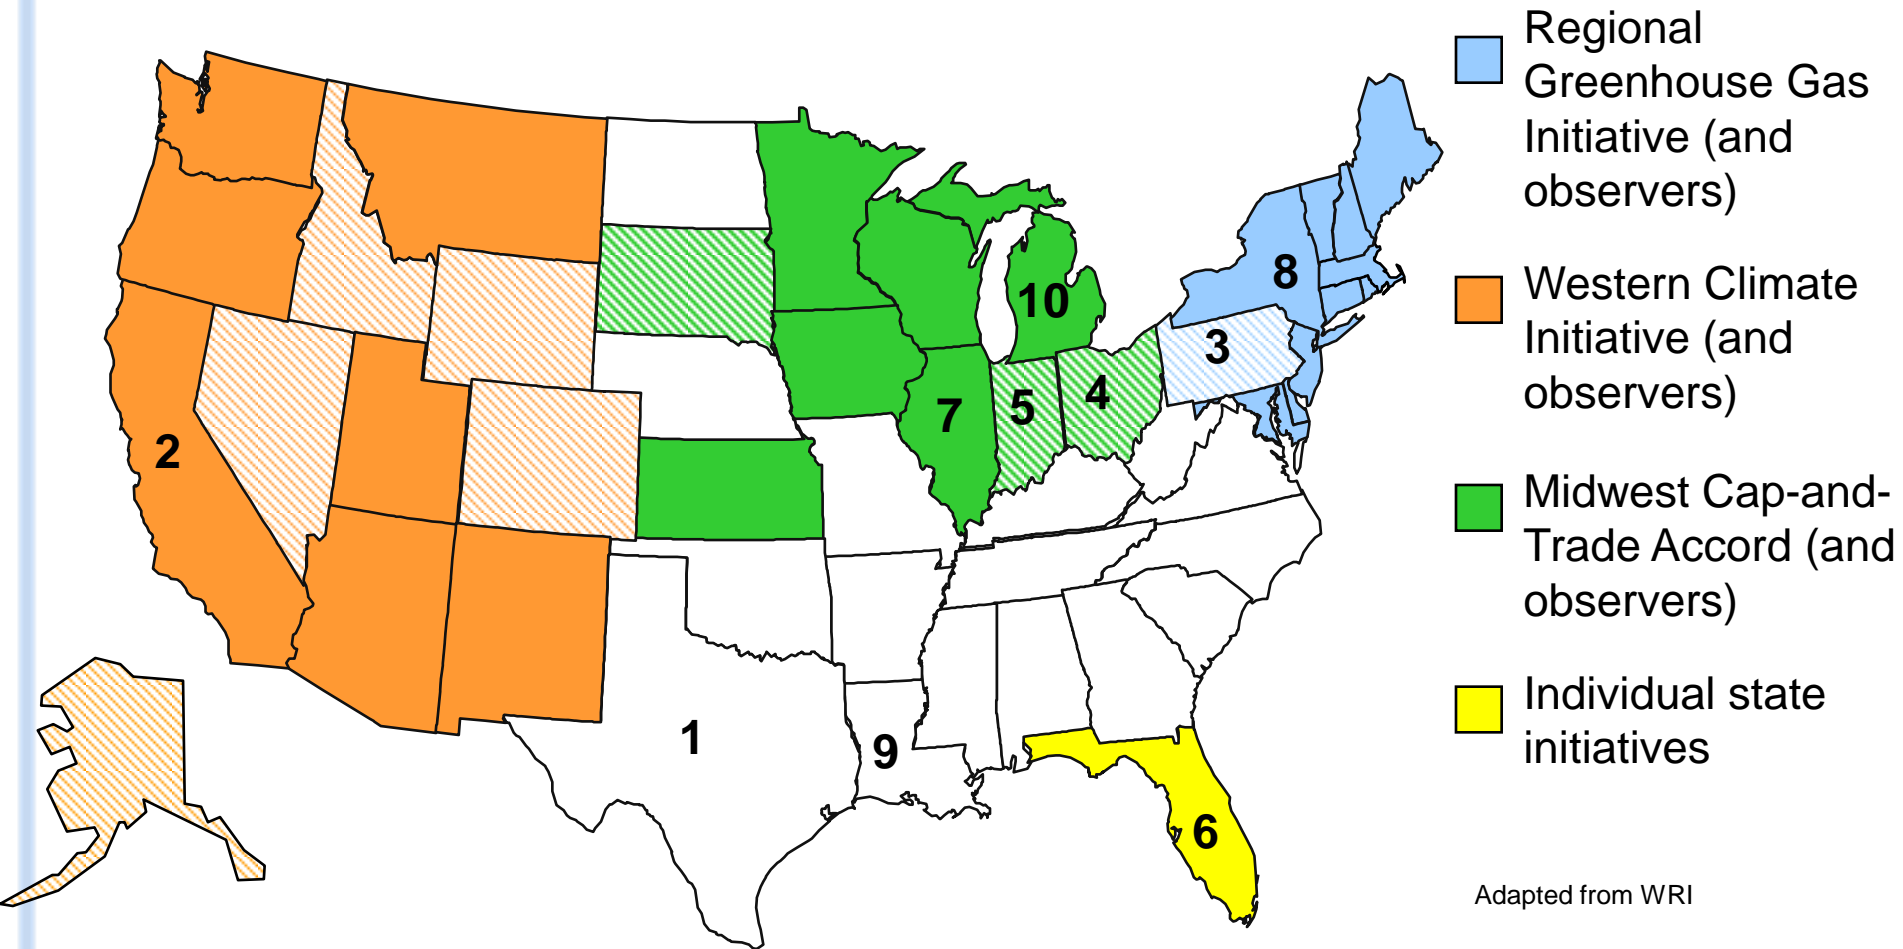 Regional
Greenhouse Gas
Initiative (and
observers)
Western Climate
Initiative (and
observers)
Midwest Cap-and-
Trade Accord (and
observers)
Individual state
initiatives
Adapted from WRI
8
10
3
4
5
7
2
1
9
6